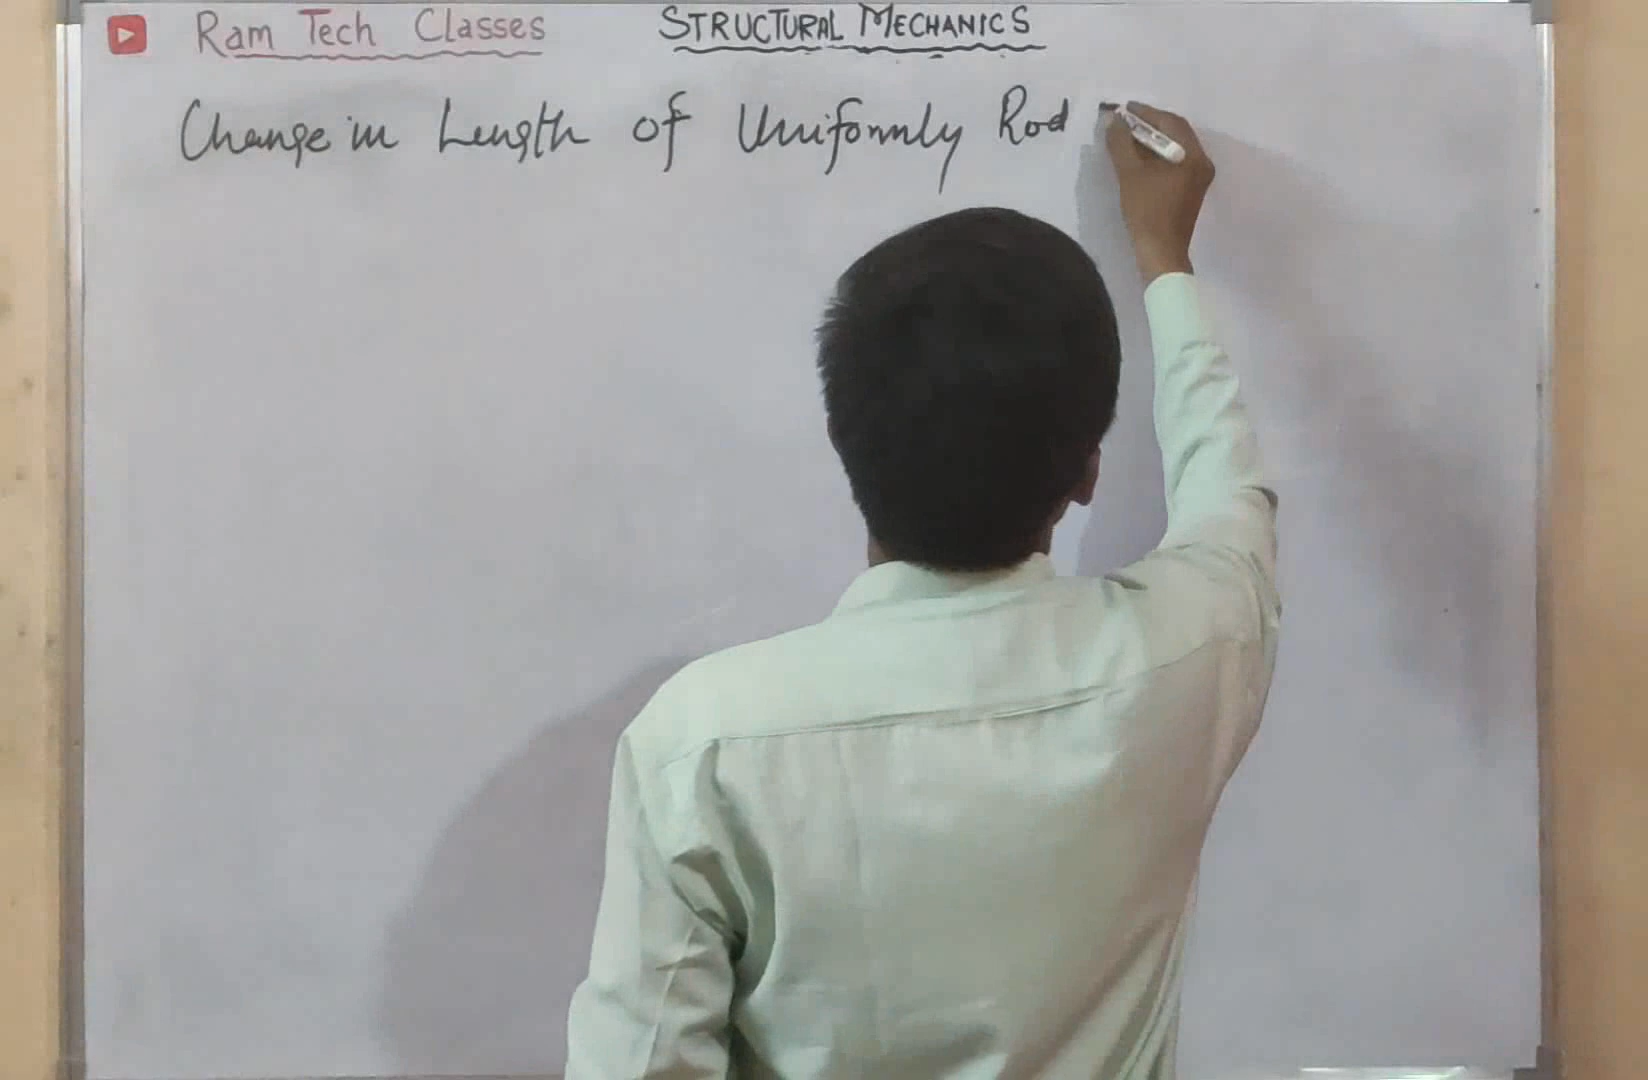 Ram Tech Classes STRUCTURAL MECHANICS
Change in Length of Uniformly Rod